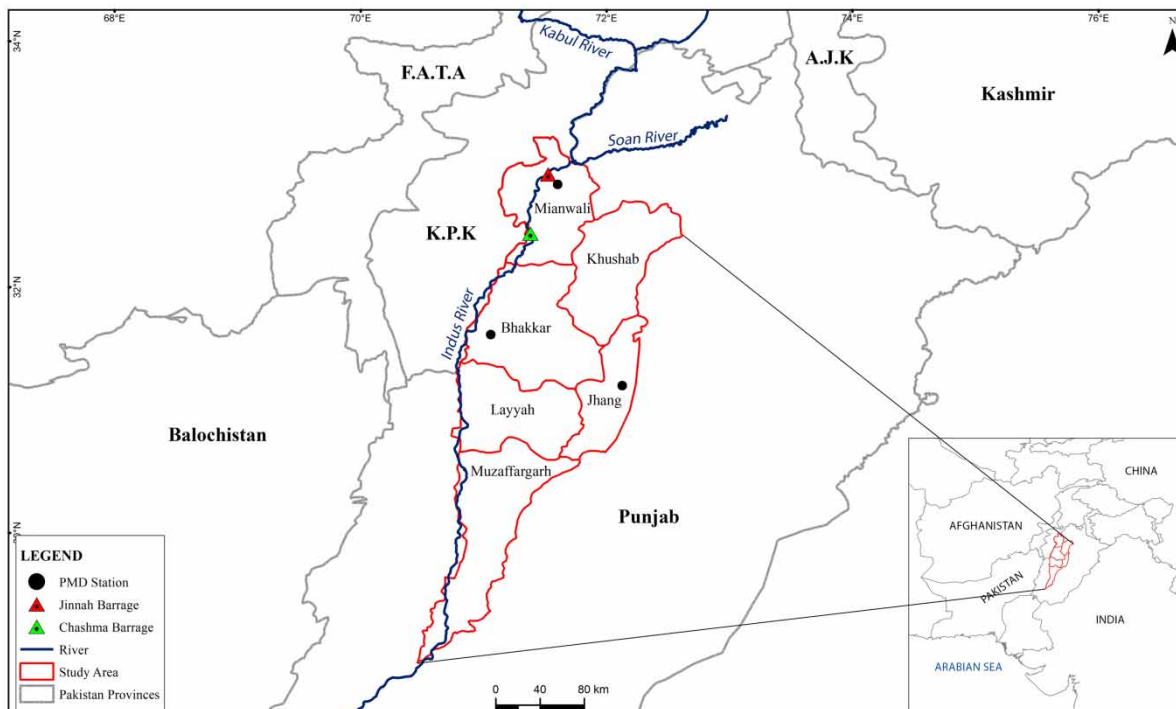 68°E 70°E 72°E 74°E 76°E
N
34°N
Kabul River
F.A.T.A
A.J.K
Kashmir
Soan River
Mianwali
K.P.K
Khushab
32°N
Indus River
Bhakkar
Jhang
Layyah
Balochistan
Muzaffargarh
Punjab
°N
LEGEND
PMD Station
Jinnah Barrage
Chashma Barrage
River
Study Area
Pakistan Provinces
0 40 80 km
CHINA
AFGHANISTAN
PAKISTAN
INDIA
ARABIAN SEA